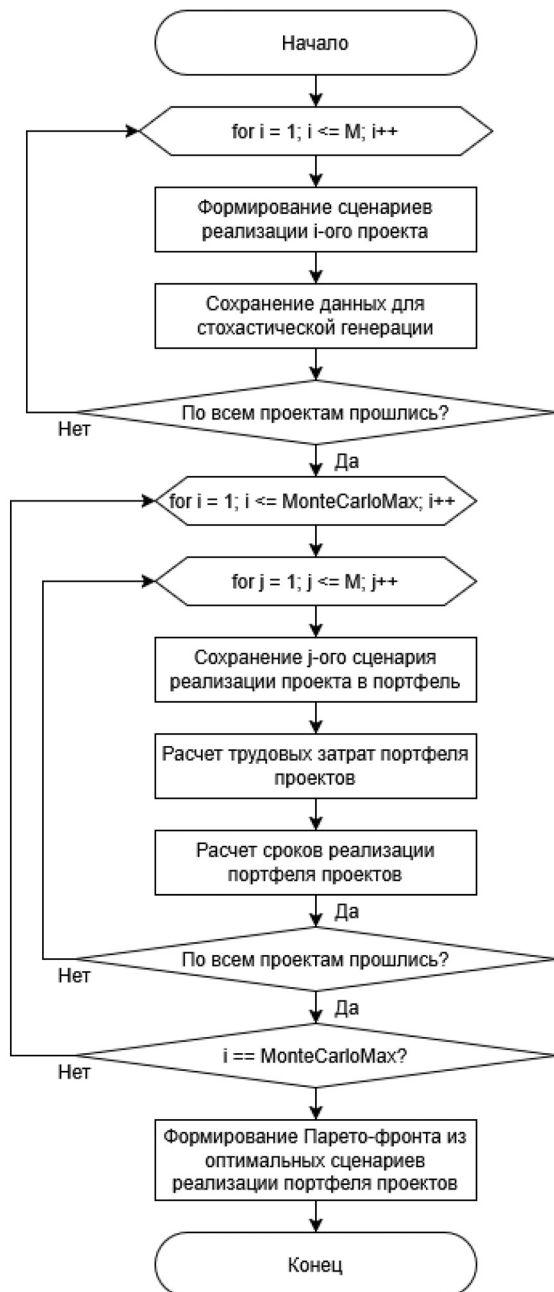 Начало
for i = 1; i <= M; i++
Формирование сценариев
реализации i-ого проекта
Сохранение данных для
стохастической генерации
По всем проектам прошлись?
Нет
Да
for i = 1; i <= MonteCarloMax; i++
for j = 1; j <= M; j++
Сохранение j-ого сценария
реализации проекта в портфель
Расчет трудовых затрат портфеля
проектов
Расчет сроков реализации
портфеля проектов
Да
По всем проектам прошлись?
Нет
Да
i == MonteCarloMax?
Нет
Формирование Парето-фронта из
оптимальных сценариев
реализации портфеля проектов
Конец